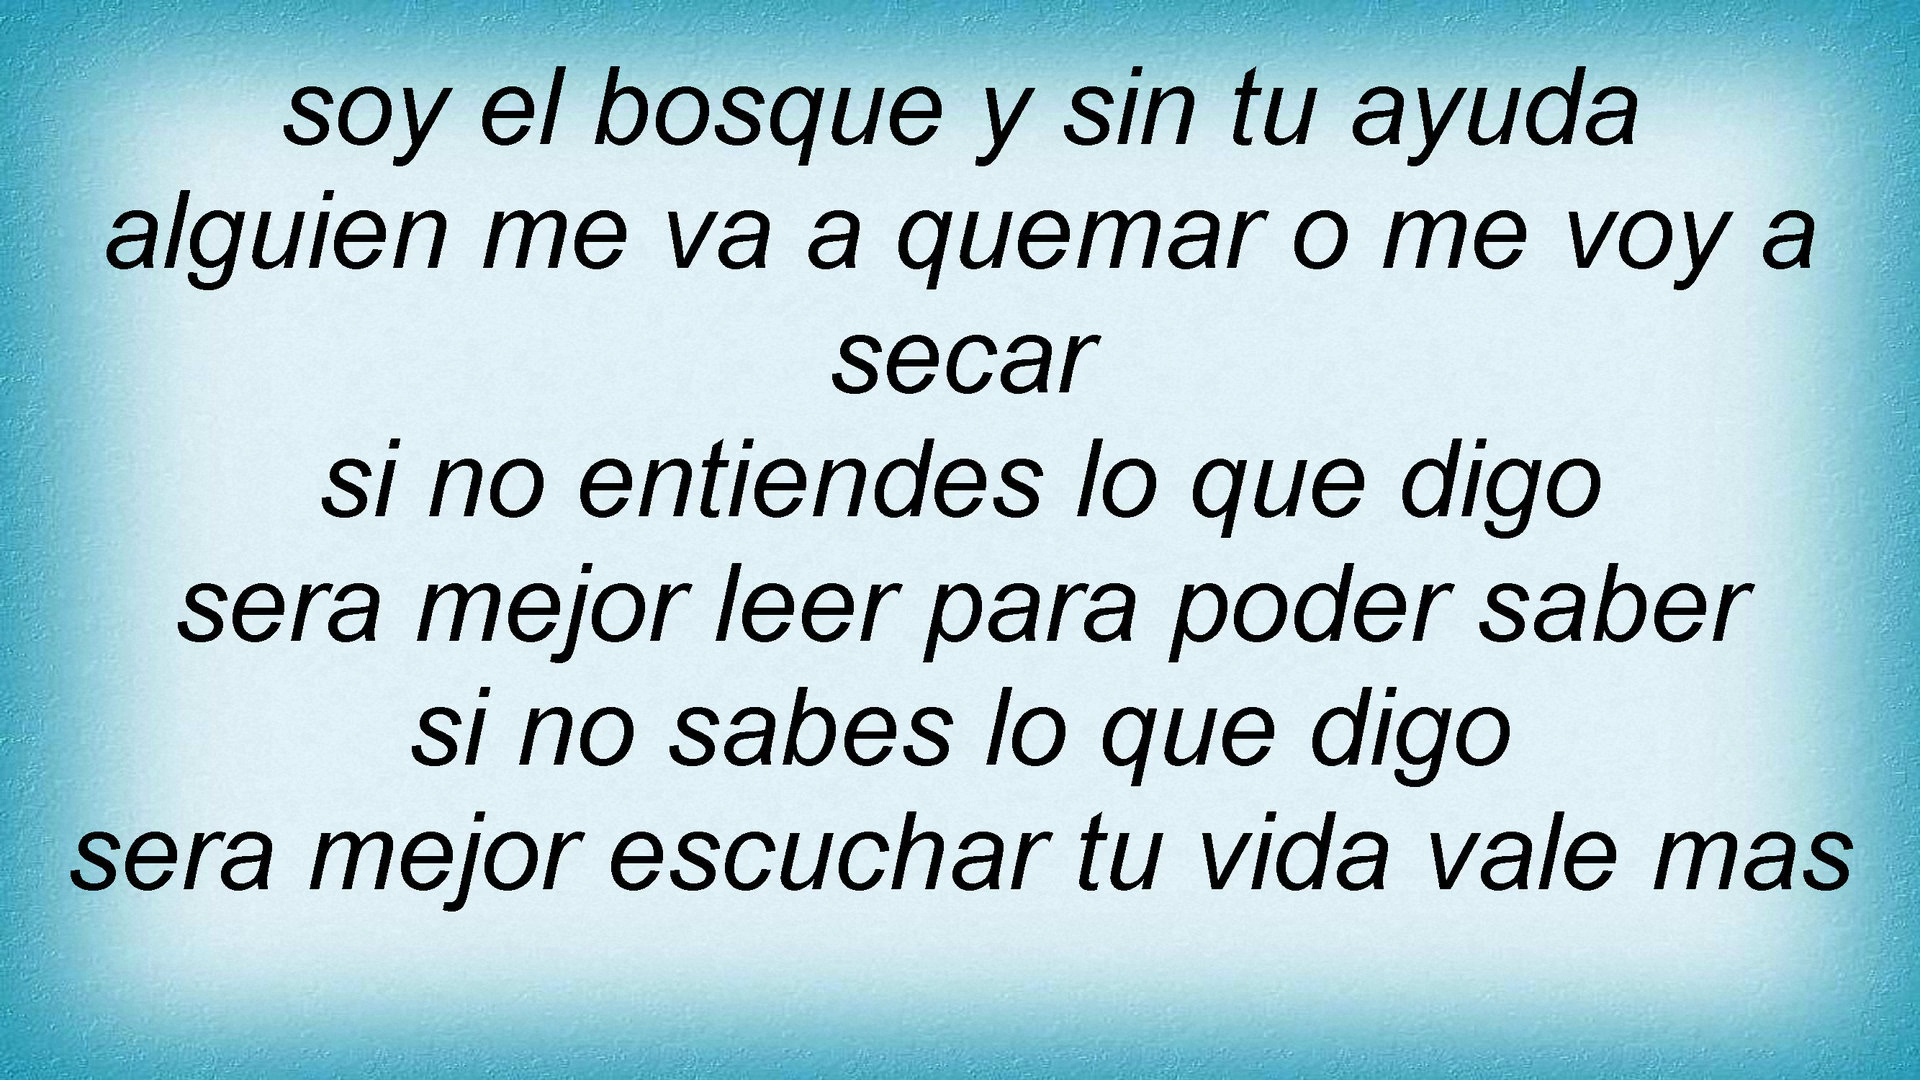 soy el bosque y sin tu ayuda
alguien me va a quemar o me voy a
secar
si no entiendes lo que digo
sera mejor leer para poder saber
si no sabes lo que digo
sera mejor escuchar tu vida vale mas